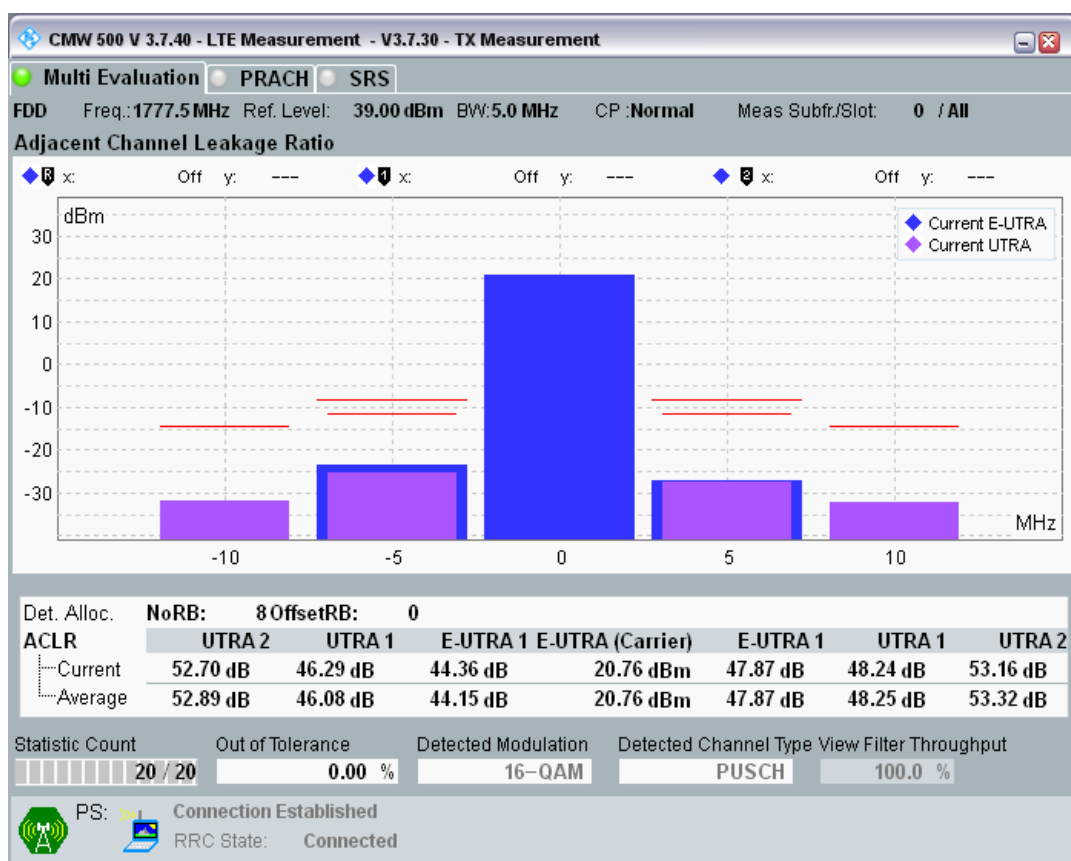 CMW 500 V 3.7.40 - LTE Measurement - V3.7.30 - TX Measurement
Multi Evaluation PRACH SRS
FDD Freq.: 1777.5 MHz Ref. Level: 39.00 dBm BW: 5.0 MHz CP : Normal Meas Subfr./Slot: 0 / All
Adjacent Channel Leakage Ratio
R x: Off y: --- 1 x: Off y: --- 2 x: Off y: ---
dBm
Current E-UTRA
Current UTRA
30
20
10
0
-10
-20
-30
MHz
-10 -5 0 5 10
Det. Alloc. NoRB: 8 OffsetRB: 0
ACLR UTRA 2 UTRA 1 E-UTRA 1 E-UTRA (Carrier) E-UTRA 1 UTRA 1 UTRA 2
Current 52.70 dB 46.29 dB 44.36 dB 20.76 dBm 47.87 dB 48.24 dB 53.16 dB
Average 52.89 dB 46.08 dB 44.15 dB 20.76 dBm 47.87 dB 48.25 dB 53.32 dB
Statistic Count Out of Tolerance Detected Modulation Detected Channel Type View Filter Throughput
20 / 20 0.00 % 16-QAM PUSCH 100.0 %
PS: Connection Established
RRC State: Connected